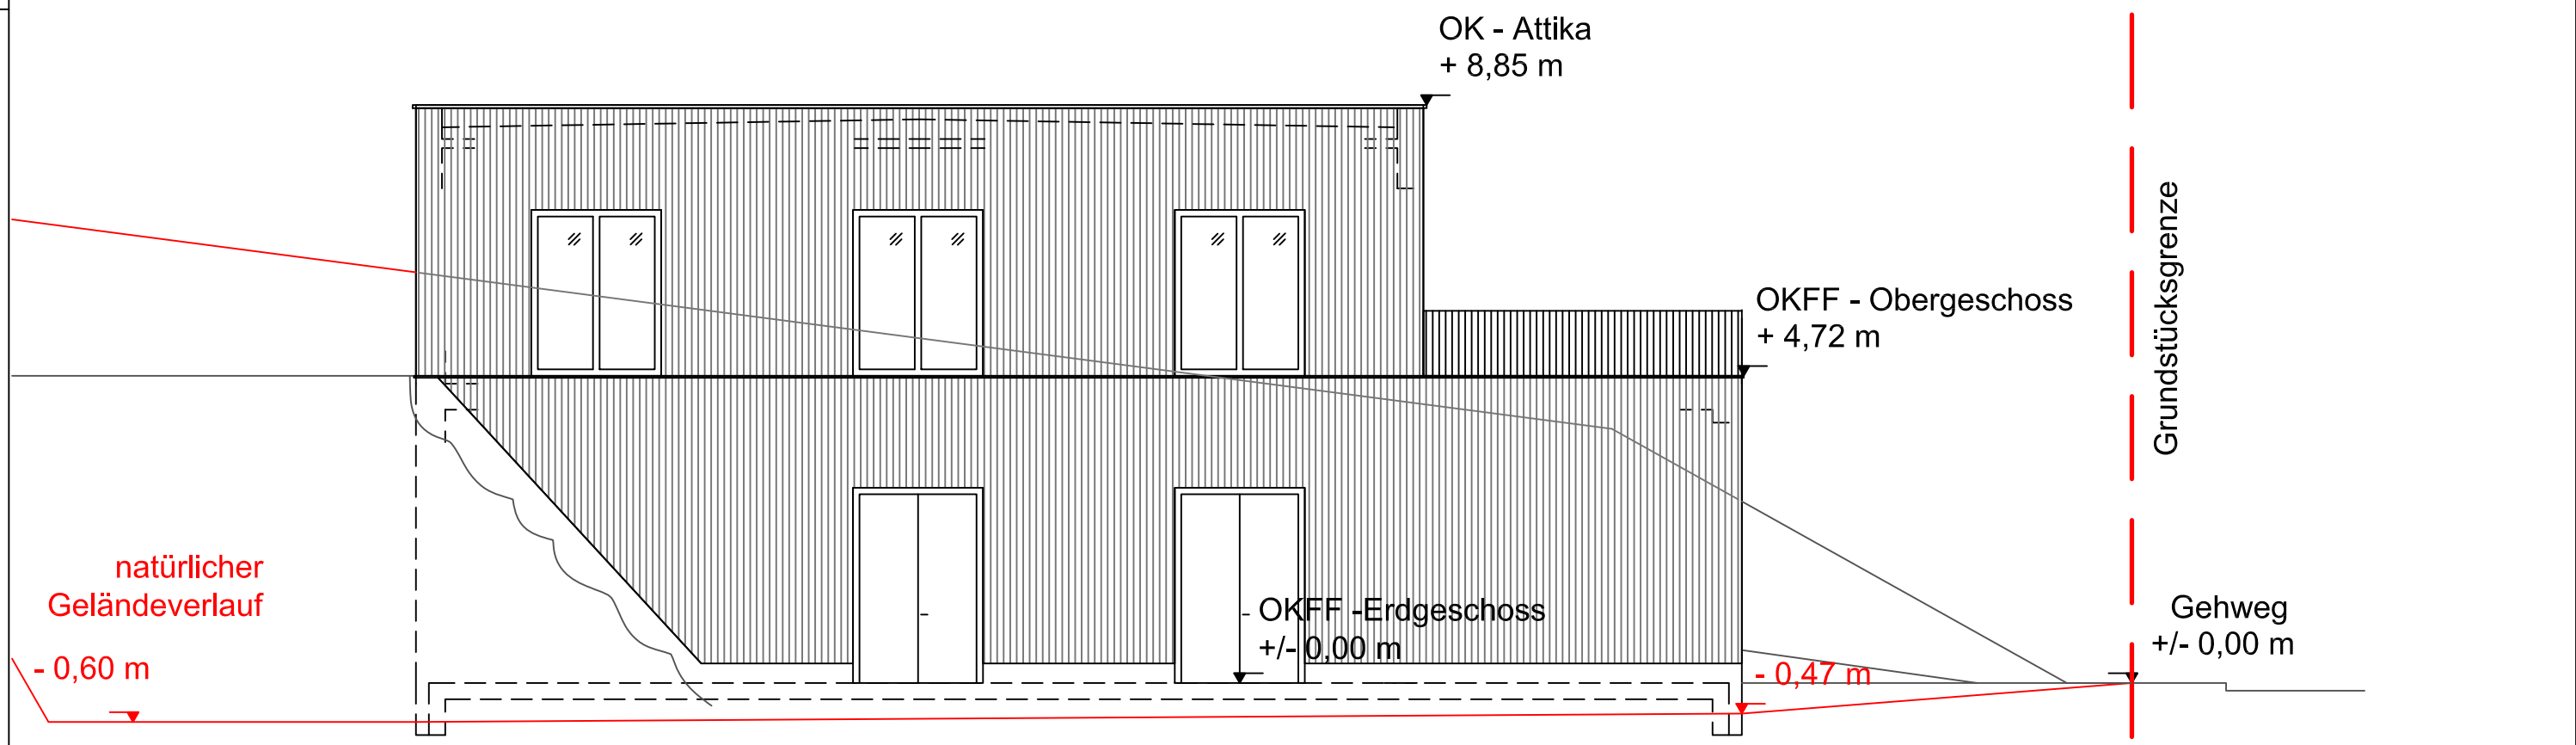 OK - Attika
+ 8,85 m
Grundstücksgrenze
OKFF - Obergeschoss
+ 4,72 m
natürlicher
Geländeverlauf
- 0,60 m
OKFF -Erdgeschoss
+/- 0,00 m
- 0,47 m
Gehweg
+/- 0,00 m